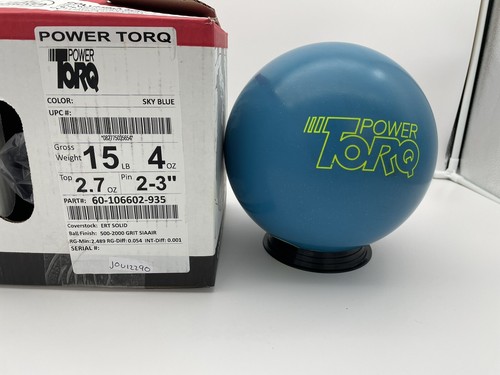 POWER TORQ
POWER
TORQ
COLOR: SKY BLUE
UPC #:
Gross Weight 15 LB 4 OZ
Top 2.7 OZ Pin 2-3"
PART#: 60-106602-935
Coverstock: ERT SOLID
Ball Finish: 500-2000 GRIT SIAAIR
RG-Min: 2.489 RG-Diff: 0.054 INT-Diff: 0.001
SERIAL #:
POWER
TORQ